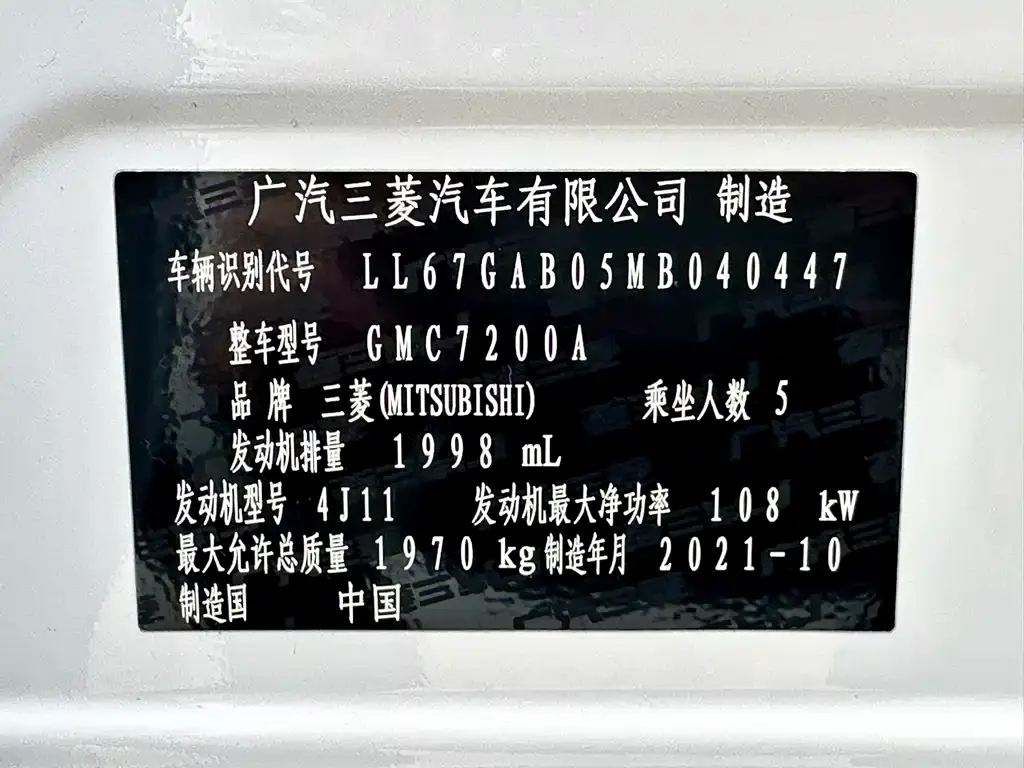 广汽三菱汽车有限公司 制造
车辆识别代号 LL67GAB05MB040447
整车型号 GMC7200A
品牌 三菱(MITSUBISHI) 乘坐人数 5
发动机排量 1998 mL
发动机型号 4J11 发动机最大净功率 108 kW
最大允许总质量 1970 kg 制造年月 2021-10
制造国 中国